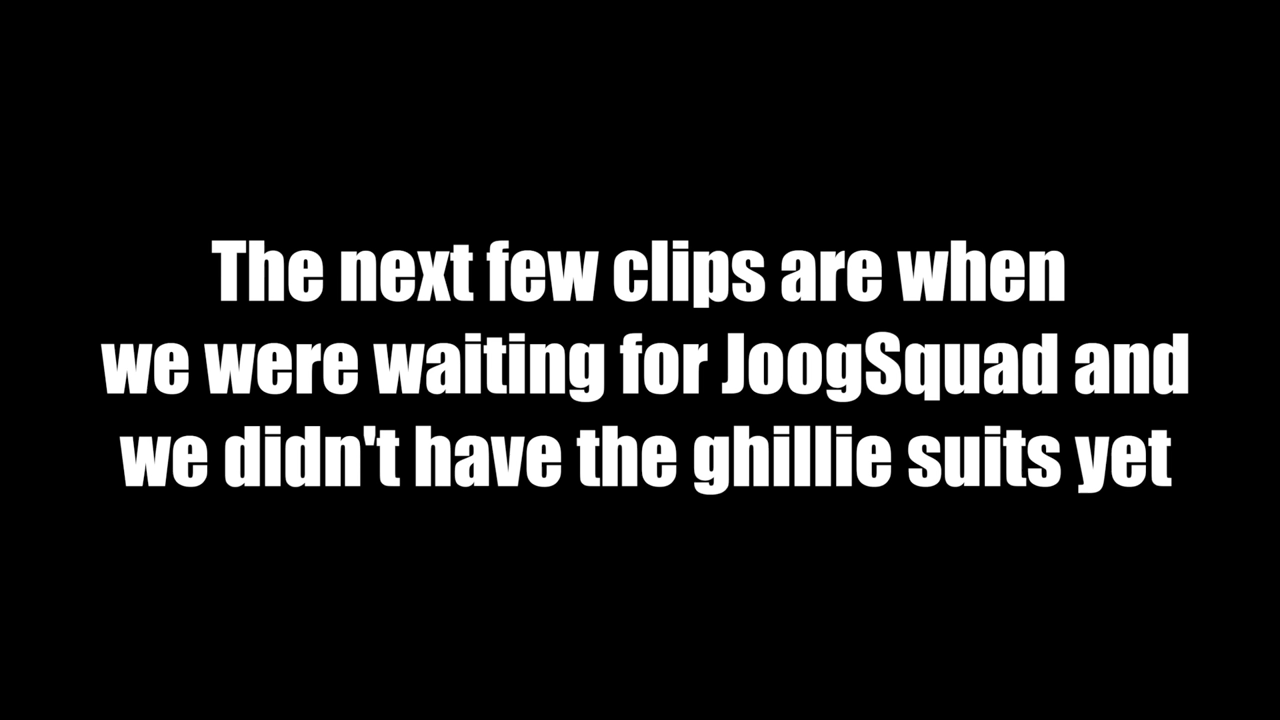 The next few clips are when
we were waiting for JoogSquad and
we didn't have the ghillie suits yet